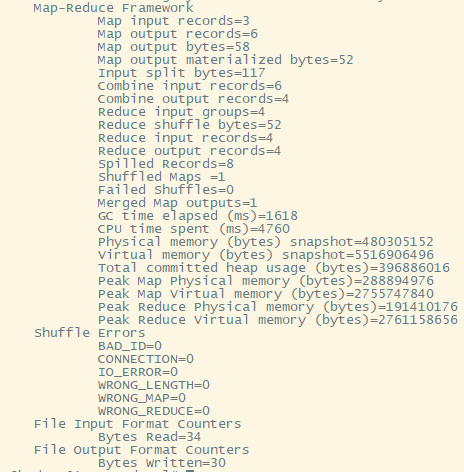 Map-Reduce Framework
Map input records=3
Map output records=6
Map output bytes=58
Map output materialized bytes=52
Input split bytes=117
Combine input records=6
Combine output records=4
Reduce input groups=4
Reduce shuffle bytes=52
Reduce input records=4
Reduce output records=4
Spilled Records=8
Shuffled Maps =1
Failed Shuffles=0
Merged Map outputs=1
GC time elapsed (ms)=1618
CPU time spent (ms)=4760
Physical memory (bytes) snapshot=480305152
Virtual memory (bytes) snapshot=5516906496
Total committed heap usage (bytes)=396886016
Peak Map Physical memory (bytes)=288894976
Peak Map Virtual memory (bytes)=2755747840
Peak Reduce Physical memory (bytes)=191410176
Peak Reduce Virtual memory (bytes)=2761158656
Shuffle Errors
BAD_ID=0
CONNECTION=0
IO_ERROR=0
WRONG_LENGTH=0
WRONG_MAP=0
WRONG_REDUCE=0
File Input Format Counters
Bytes Read=34
File Output Format Counters
Bytes Written=30